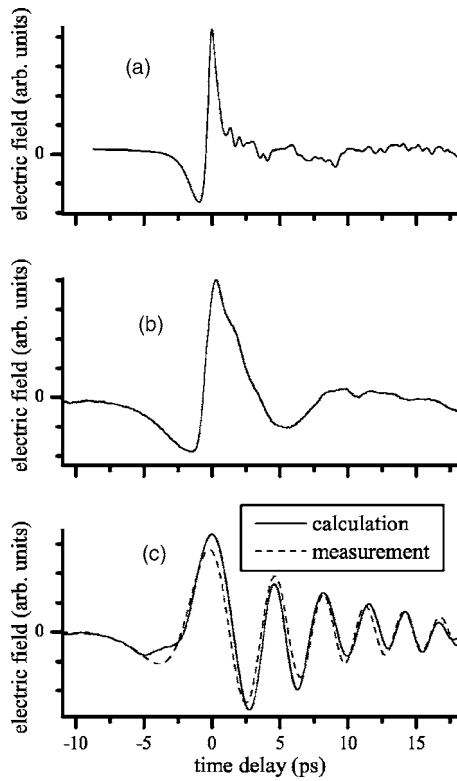 electric field (arb. units)
0
(a)
electric field (arb. units)
0
(b)
electric field (arb. units)
0
(c)
calculation
measurement
-10 -5 0 5 10 15
time delay (ps)